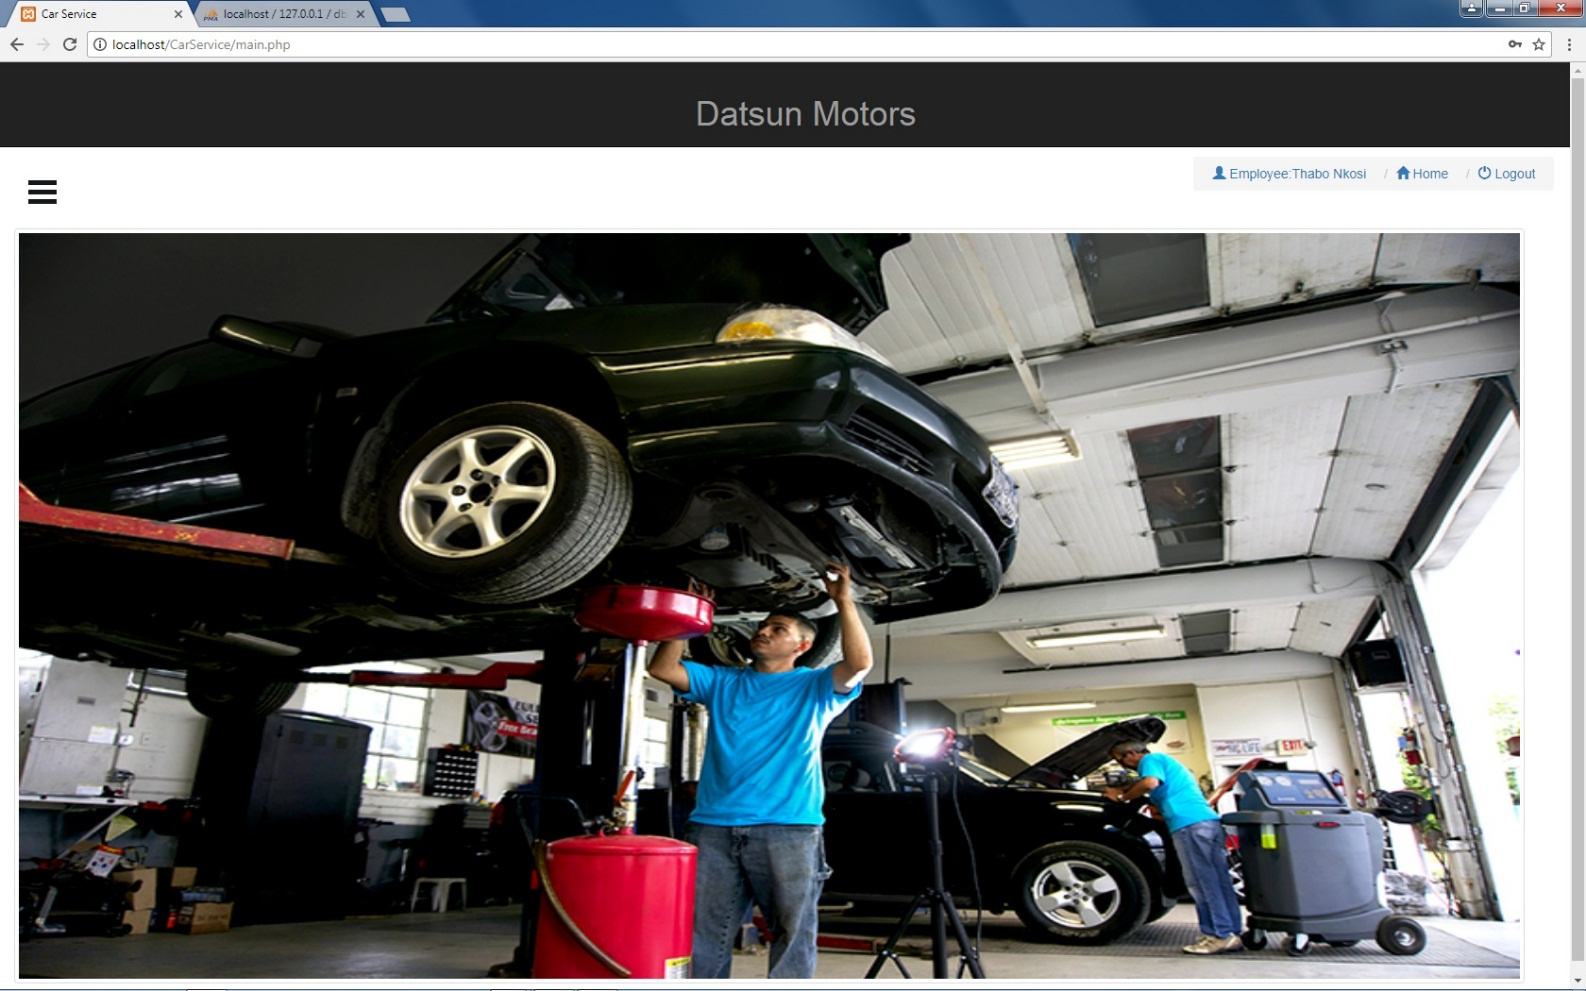 Car Service
localhost / 127.0.0.1 / db
localhost/CarService/main.php
Datsun Motors
Employee:Thabo Nkosi / Home / Logout
EXIT